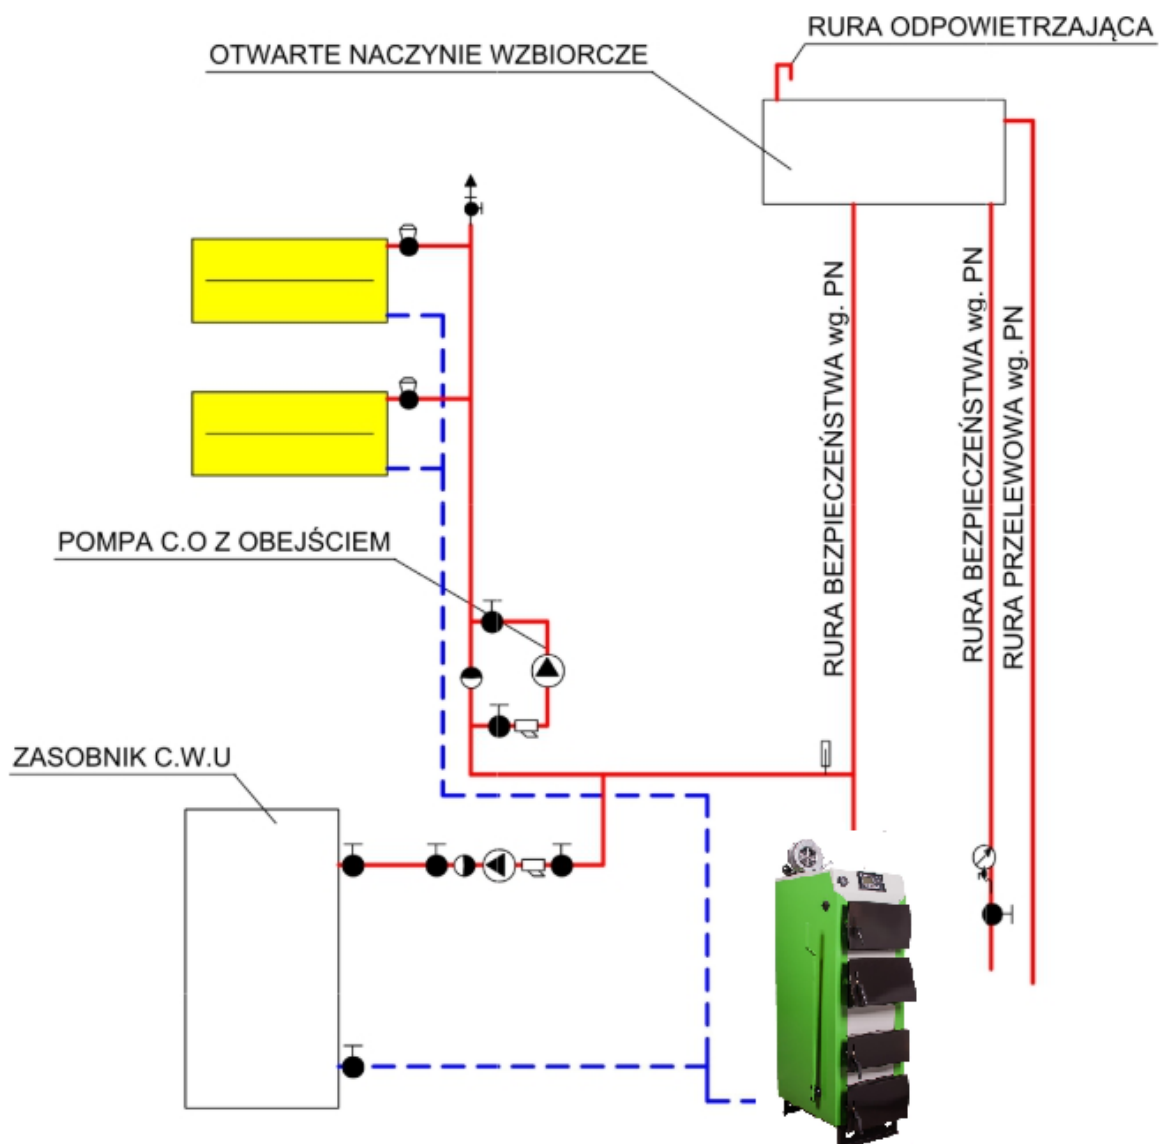 RURA ODPOWIETRZAJĄCA
OTWARTE NACZYNIE WZBIORCZE
RURA BEZPIECZEŃSTWA wg. PN
RURA BEZPIECZEŃSTWA wg. PN
RURA PRZELEWOWA wg. PN
POMPA C.O Z OBEJŚCIEM
ZASOBNIK C.W.U